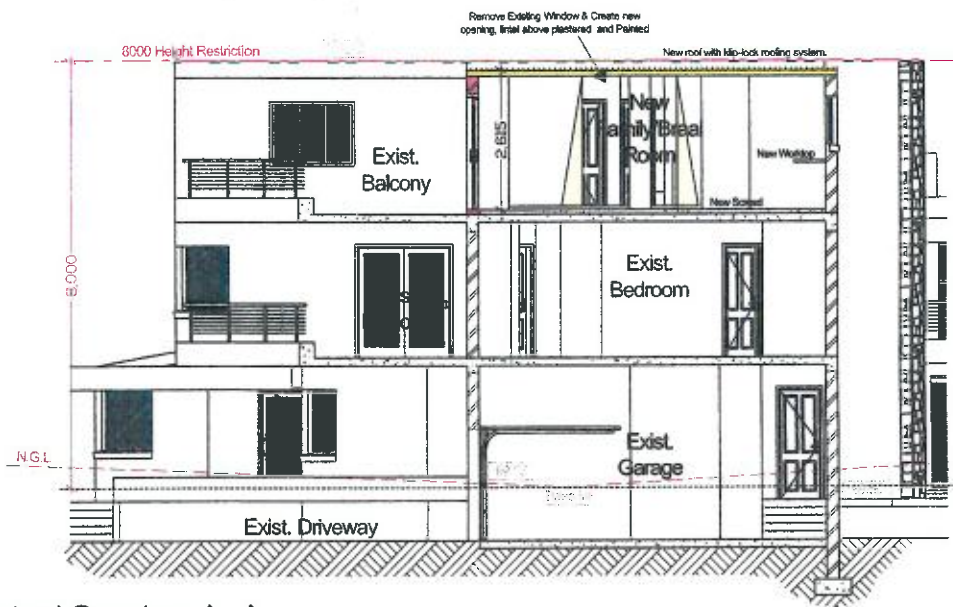 Remove Existing Window & Create new
opening, lintel above plastered and Painted
8000 Height Restriction
New roof with klip-lock roofing system.
New
Family/Break
Room
2,615
Exist.
Balcony
New Worktop
New Screed
8,000
Exist.
Bedroom
N.G.L
Exist.
Garage
Exist. Driveway